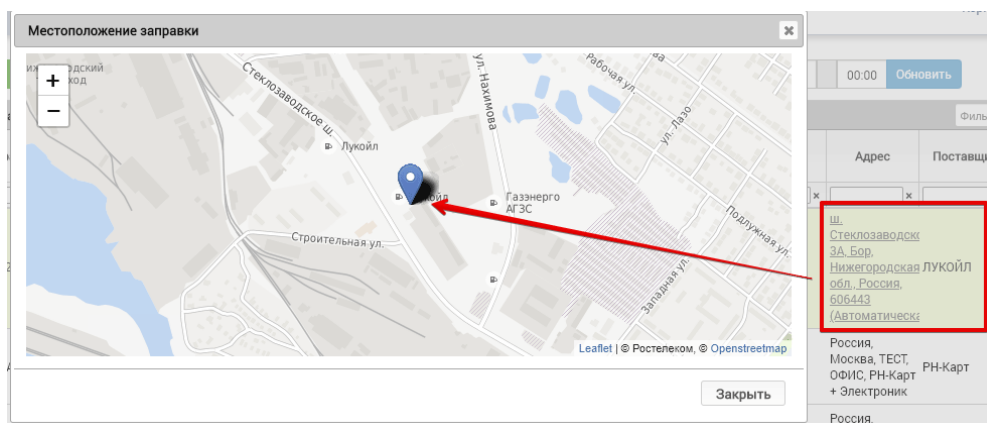 Местоположение заправки
00:00
Обновить
Адрес
Поставщи
ш.
Стеклозаводск
3А, Бор,
Нижегородская
обл., Россия,
606443
(Автоматическа
ЛУКОЙЛ
Россия,
Москва, ТЕСТ,
ОФИС, РН-Карт
+ Электроник
РН-Карт
Россия,
+
−
Стеклозаводское ш.
ул. Нахимова
Рабочая ул.
ул. Лазо
Лукойл
Газэнерго
АГЗС
Строительная ул.
Подлужная ул.
Западная ул.
Leaflet | © Ростелеком, © Openstreetmap
Закрыть